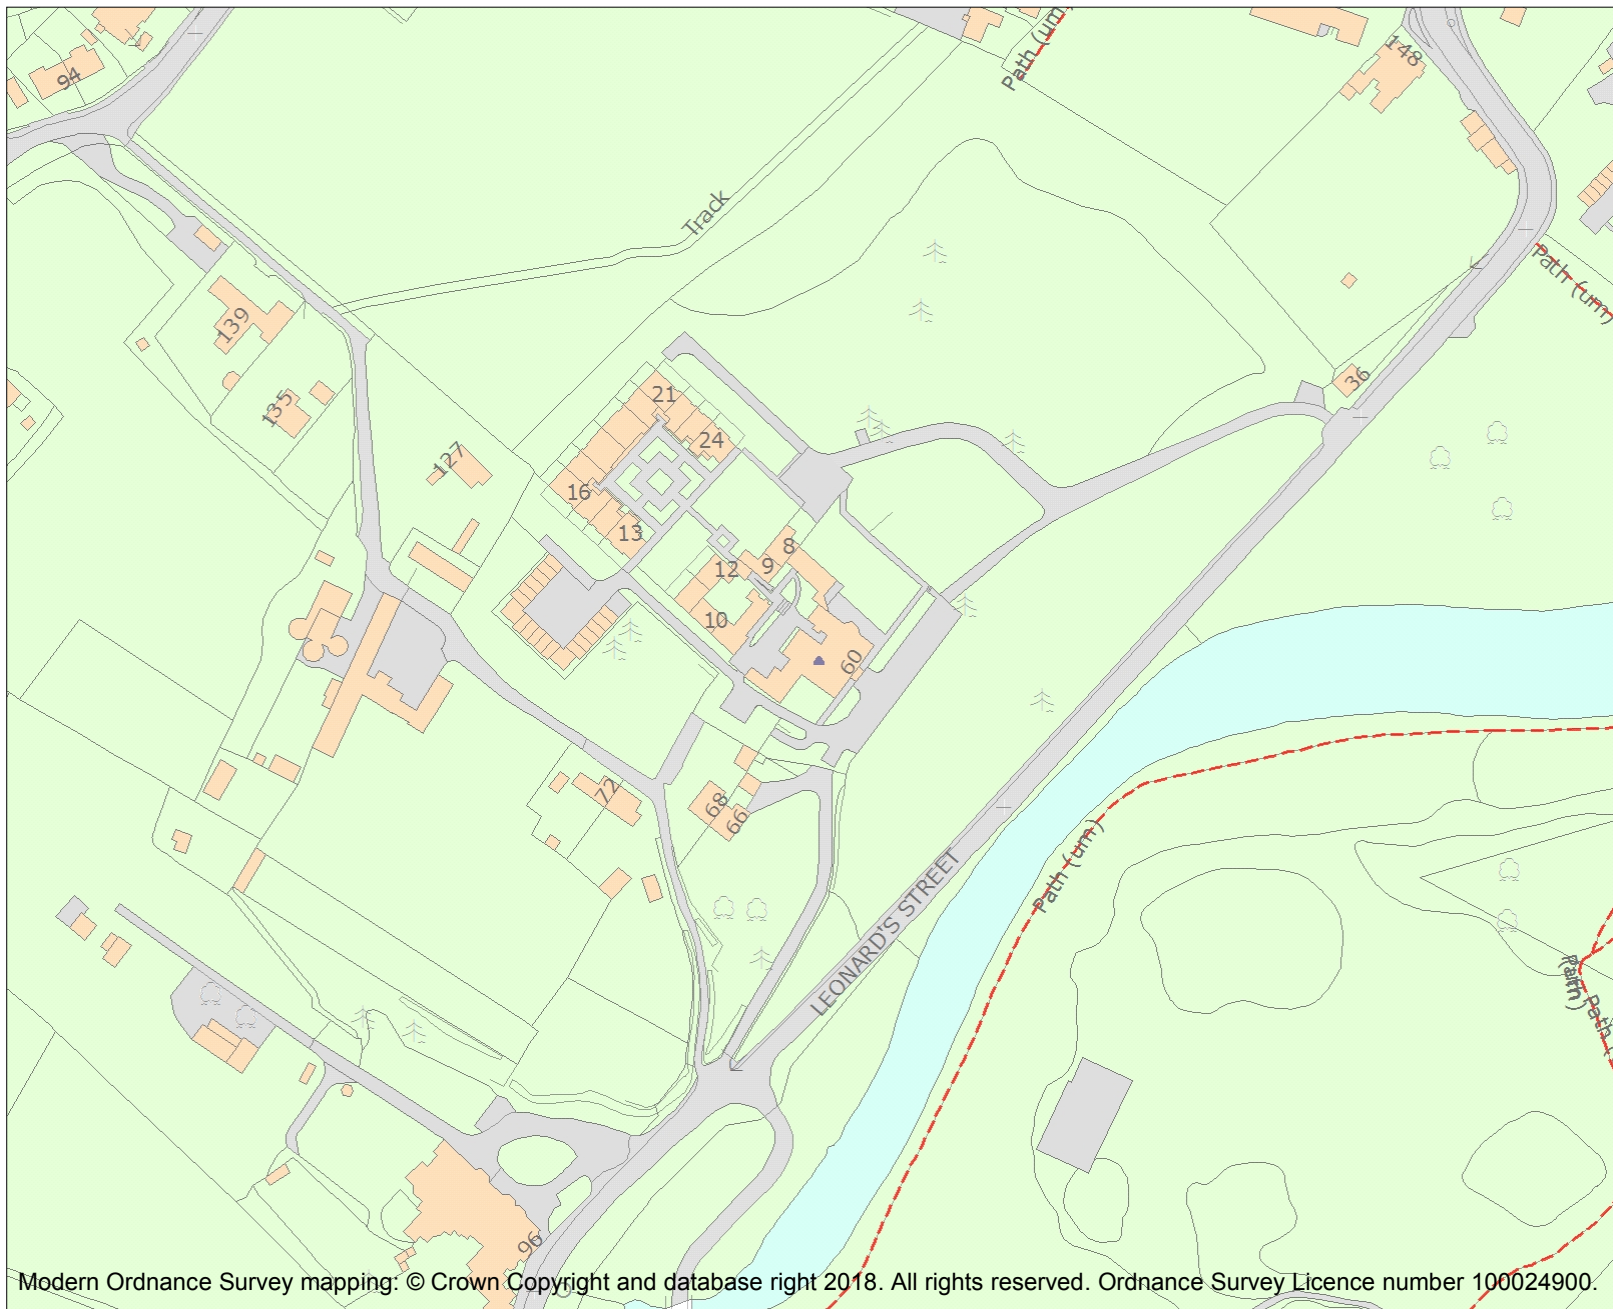 94
Path (um)
148
Track
Path (um)
139
36
135
21
24
127
16
13
8
9
12
10
60
72
68
66
Path (um)
LEONARD'S STREET
Path
96
Modern Ordnance Survey mapping: © Crown Copyright and database right 2018. All rights reserved. Ordnance Survey Licence number 100024900.